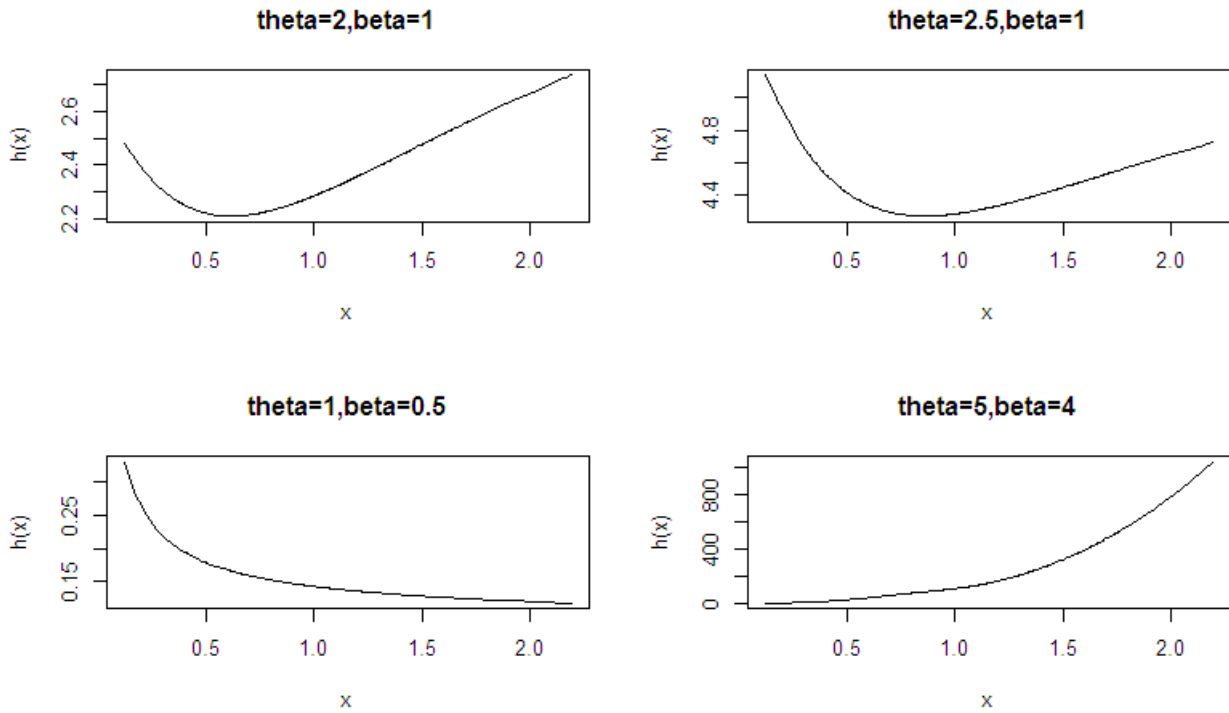 theta=2,beta=1
h(x)
2.2 2.4 2.6
0.5 1.0 1.5 2.0
x
theta=2.5,beta=1
h(x)
4.4 4.8
0.5 1.0 1.5 2.0
x
theta=1,beta=0.5
h(x)
0.15 0.25
0.5 1.0 1.5 2.0
x
theta=5,beta=4
h(x)
0 400 800
0.5 1.0 1.5 2.0
x